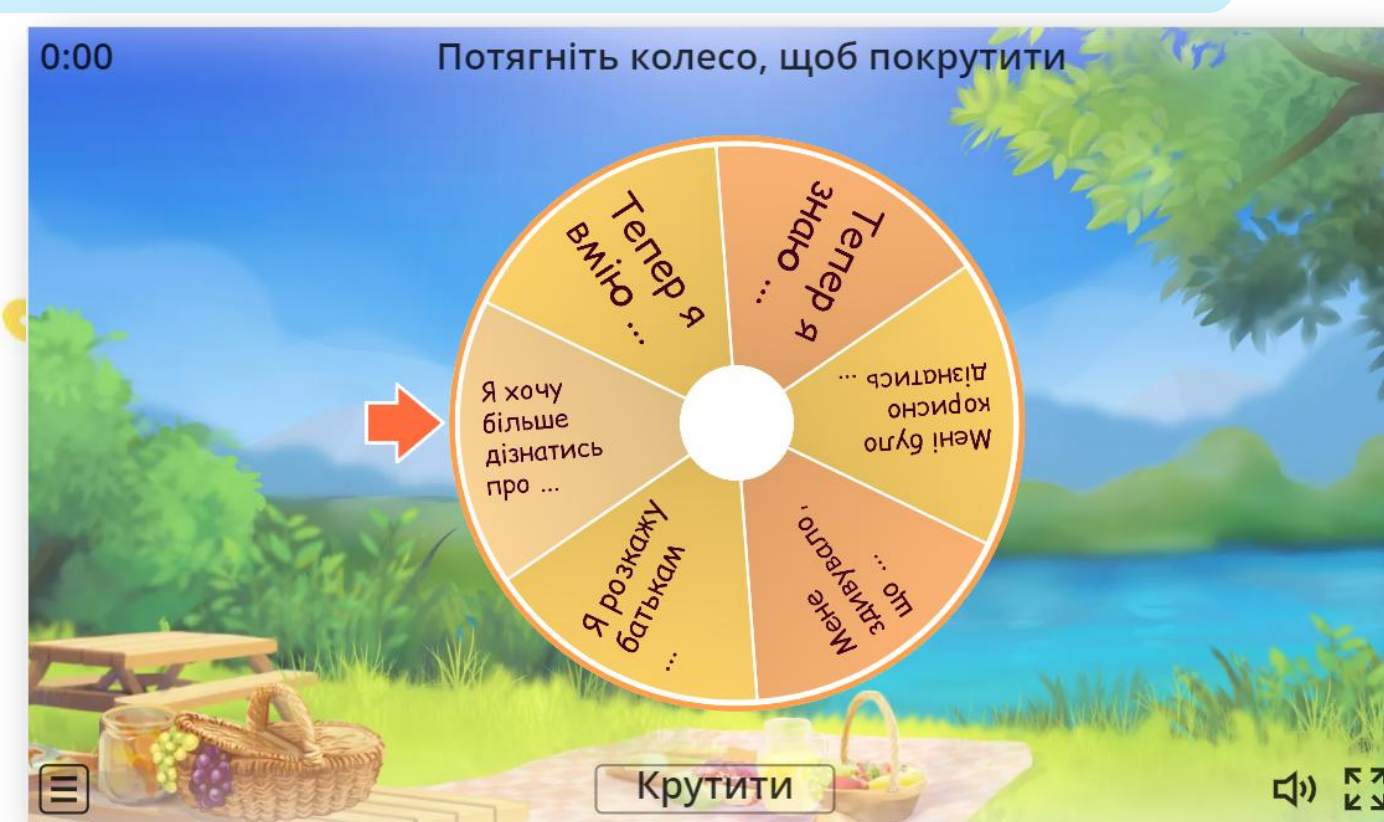 0:00
Потягніть колесо, щоб покрутити
Тепер я
вмію ...
Тепер я
знаю ...
Мені було
корисно
дізнатись ...
Мене
здивувало,
що ...
Я розкажу
батькам
...
Я хочу
більше
дізнатись
про ...
Крутити